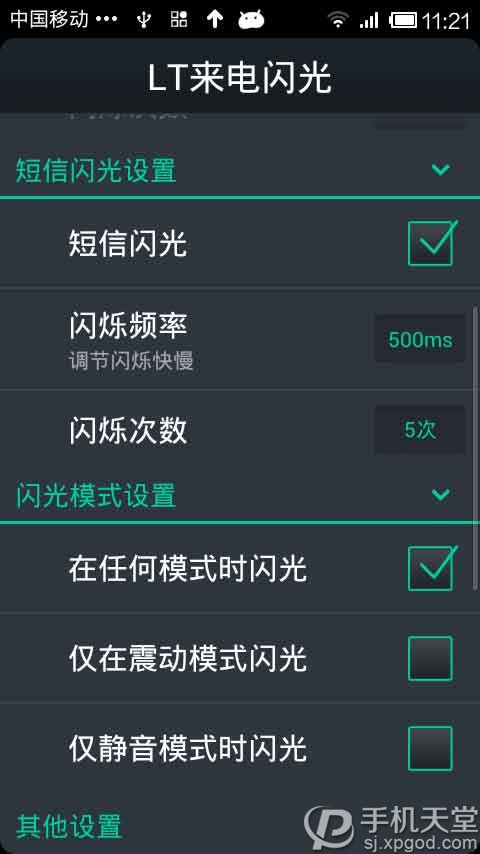 中国移动 ••• 11:21
LT来电闪光
短信闪光设置
短信闪光
闪烁频率
调节闪烁快慢
500ms
闪烁次数
5次
闪光模式设置
在任何模式时闪光
仅在震动模式闪光
仅静音模式时闪光
其他设置
手机天堂
sj.xpgod.com